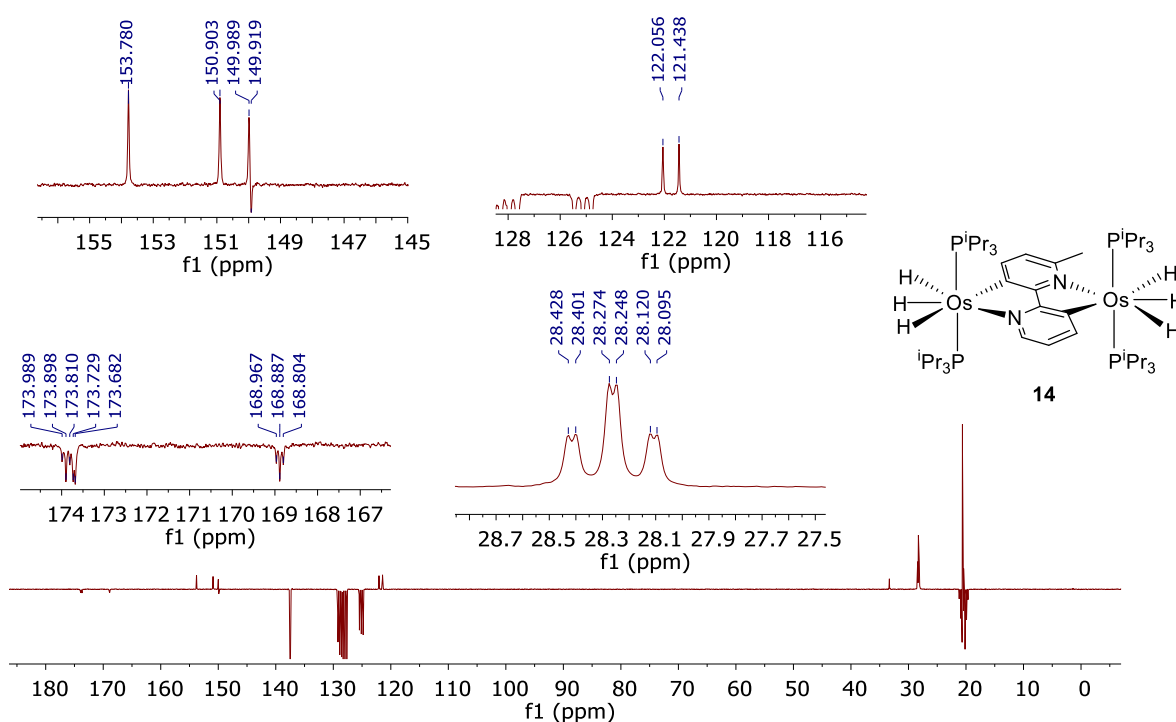 153.780
150.903
149.989
149.919
155 153 151 149 147 145
f1 (ppm)
122.056
121.438
128 126 124 122 120 118 116
f1 (ppm)
173.989
173.898
173.810
173.729
173.682
168.967
168.887
168.804
174 173 172 171 170 169 168 167
f1 (ppm)
28.428
28.401
28.274
28.248
28.120
28.095
28.7 28.5 28.3 28.1 27.9 27.7 27.5
f1 (ppm)
PiPr3 PiPr3
H H
H Os N Os H
H N H
iPr3P PiPr3
14
180 170 160 150 140 130 120 110 100 90 80 70 60 50 40 30 20 10 0
f1 (ppm)